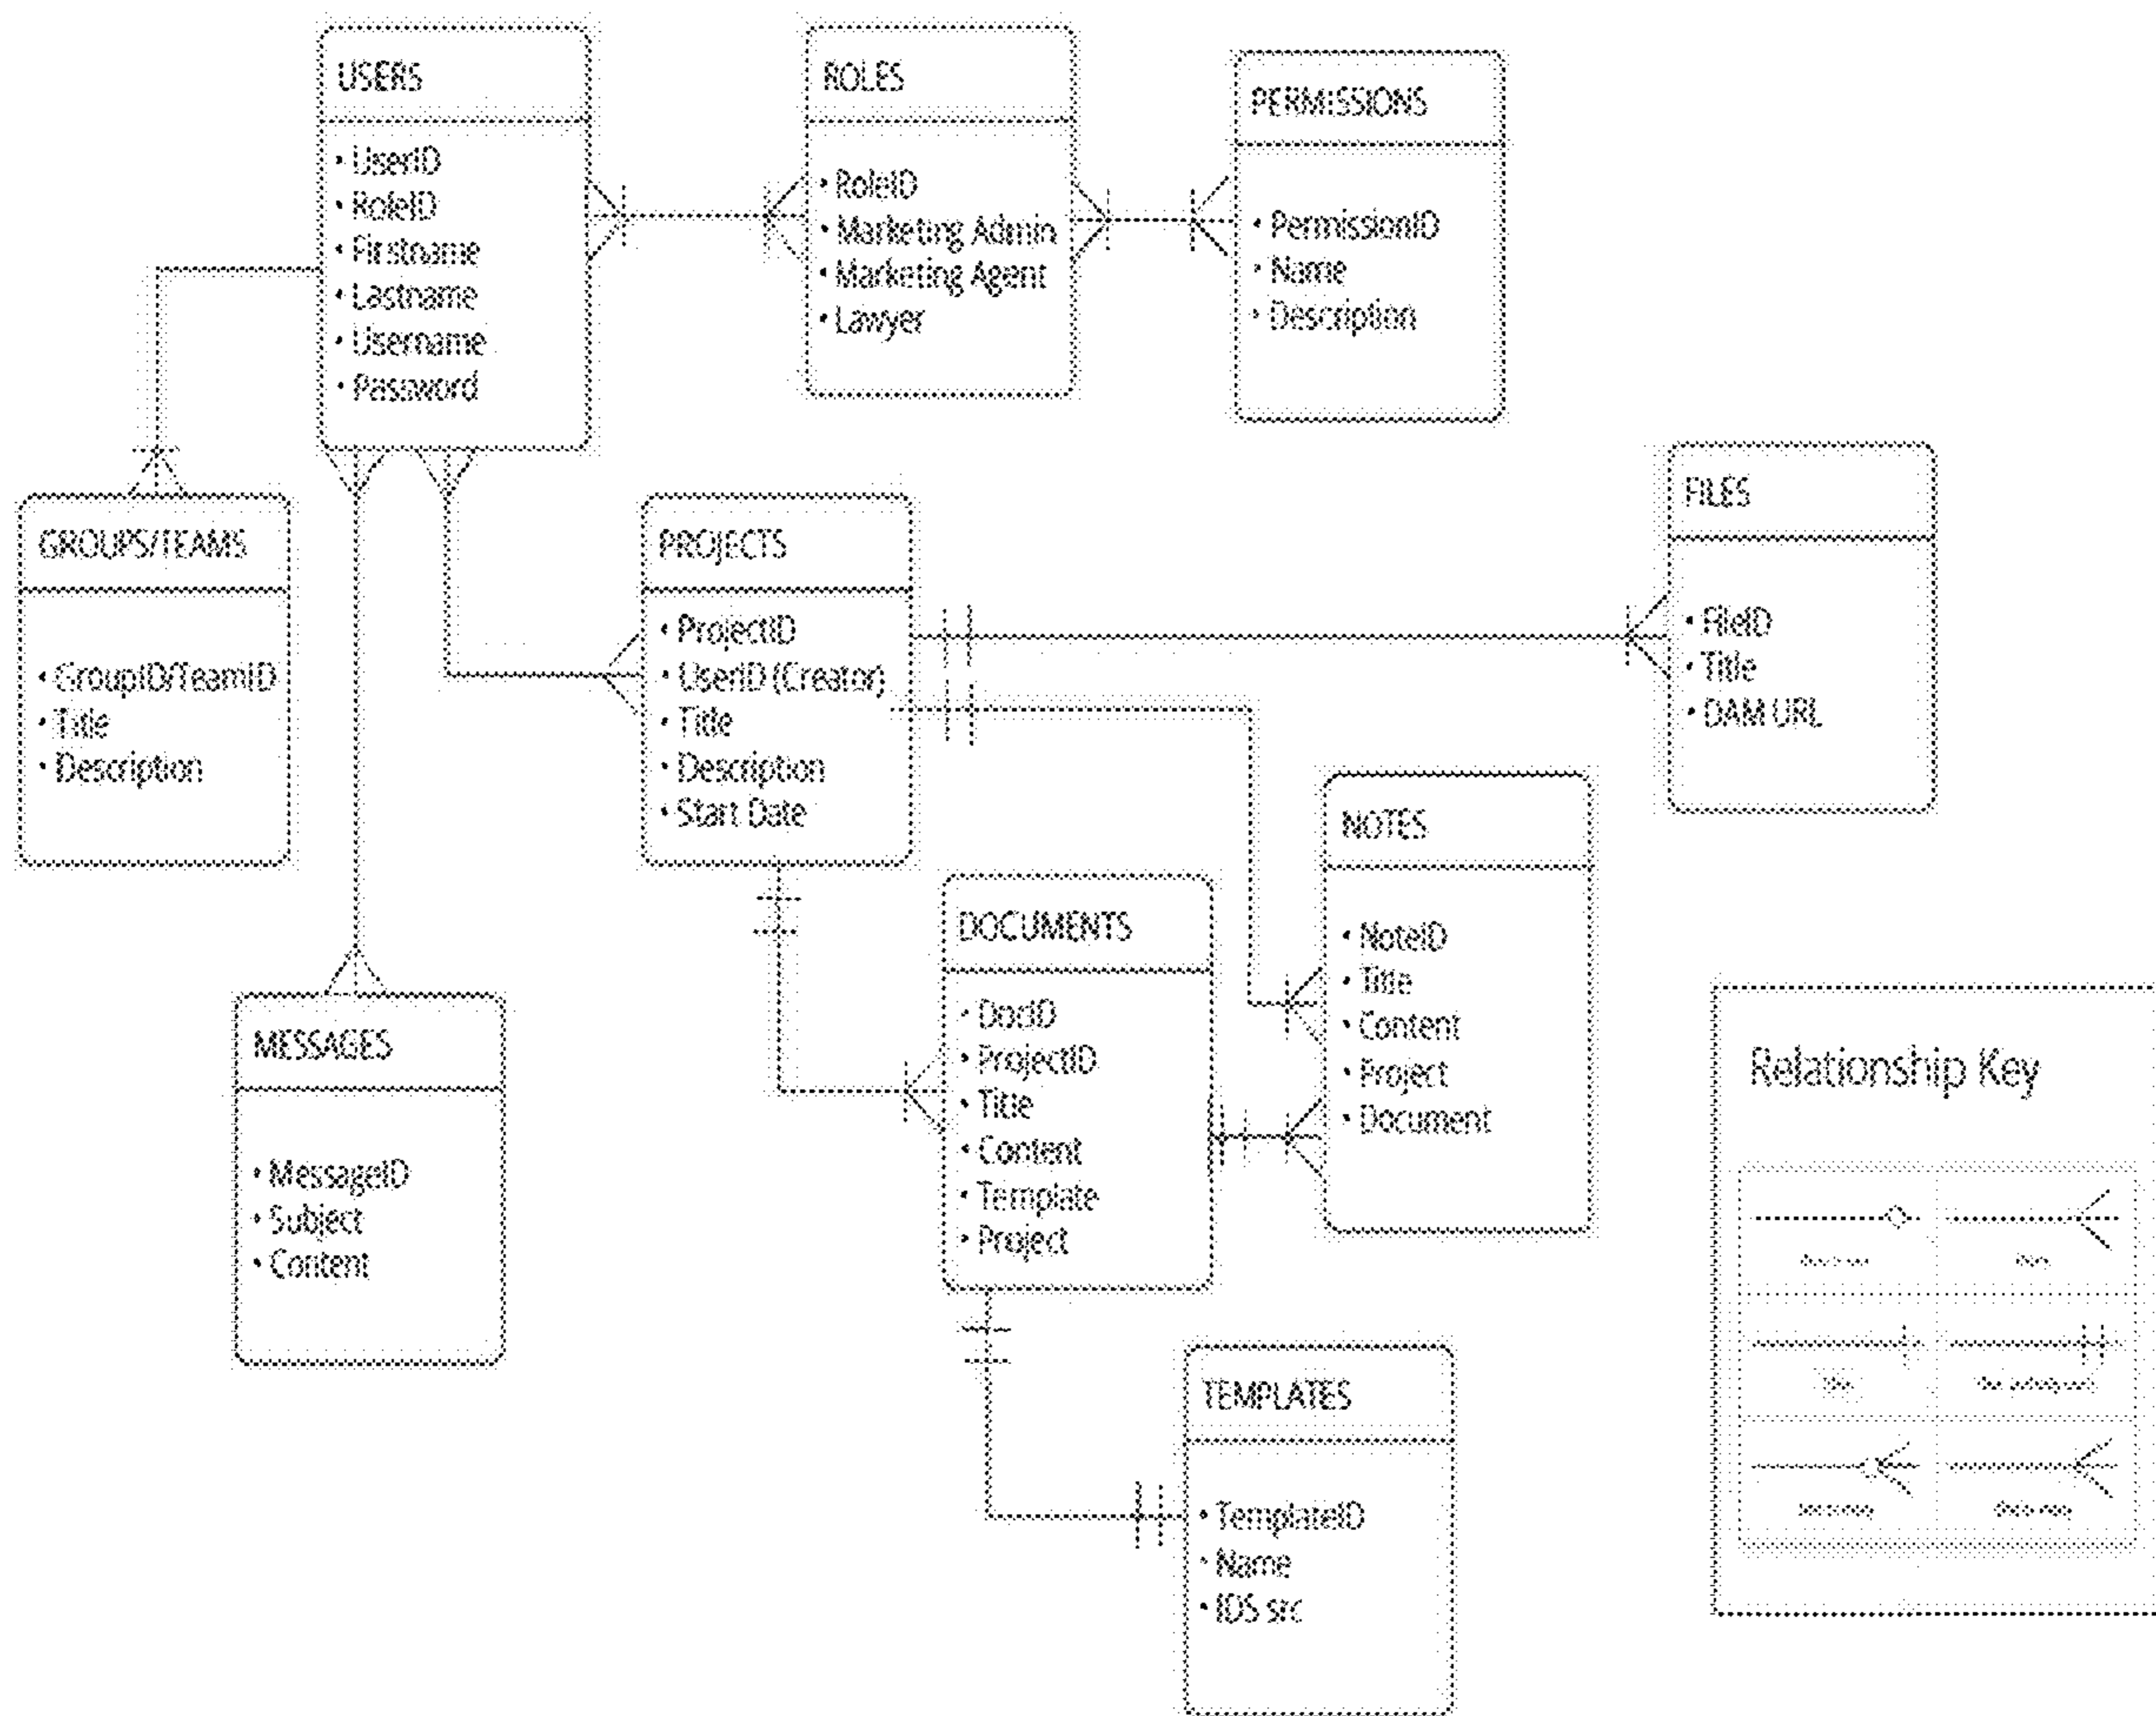 USERS
• UserID
• RoleID
• Firstname
• Lastname
• Username
• Password
ROLES
• RoleID
• Marketing Admin
• Marketing Agent
• Lawyer
PERMISSIONS
• PermissionID
• Name
• Description
GROUPS/TEAMS
• GroupID/TeamID
• Title
• Description
PROJECTS
• ProjectID
• UserID (Creator)
• Title
• Description
• Start Date
FILES
• FileID
• Title
• DAM URL
MESSAGES
• MessageID
• Subject
• Content
DOCUMENTS
• DocID
• ProjectID
• Title
• Content
• Template
• Project
NOTES
• NoteID
• Title
• Content
• Project
• Document
TEMPLATES
• TemplateID
• Name
• IDS src
Relationship Key